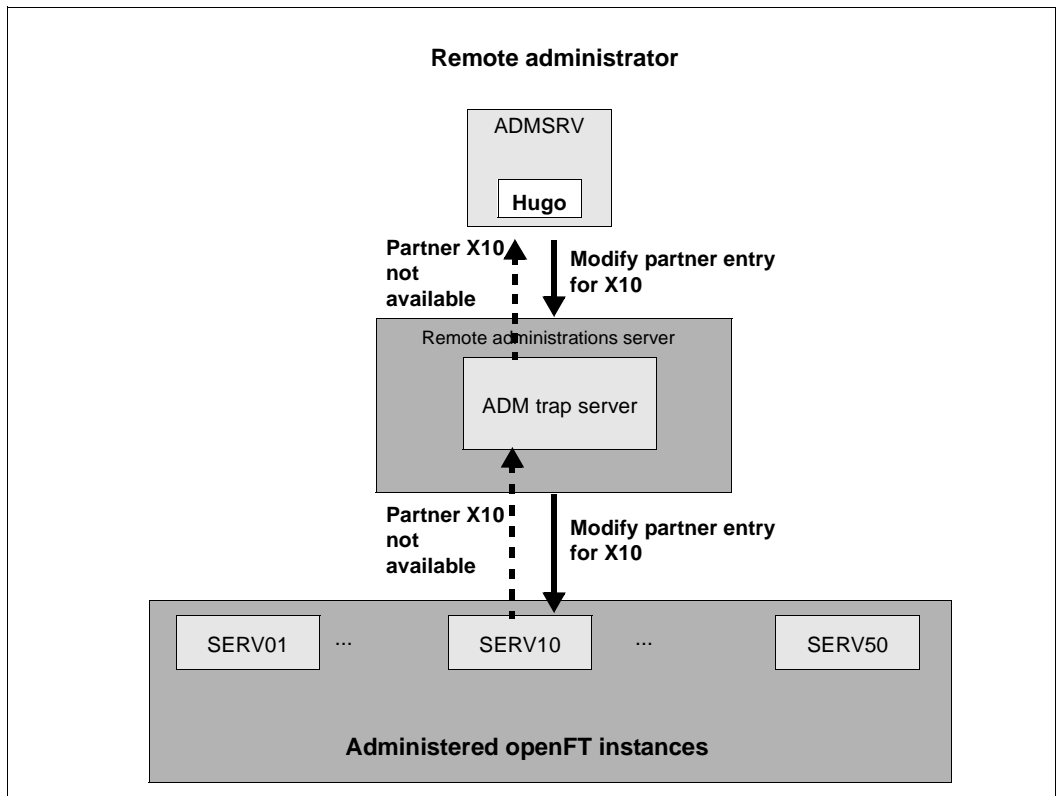 Remote administrator
ADMSRV
Hugo
Partner X10
not
available
Modify partner entry
for X10
Remote administrations server
ADM trap server
Partner X10
not
available
Modify partner entry
for X10
SERV01
...
SERV10
...
SERV50
Administered openFT instances